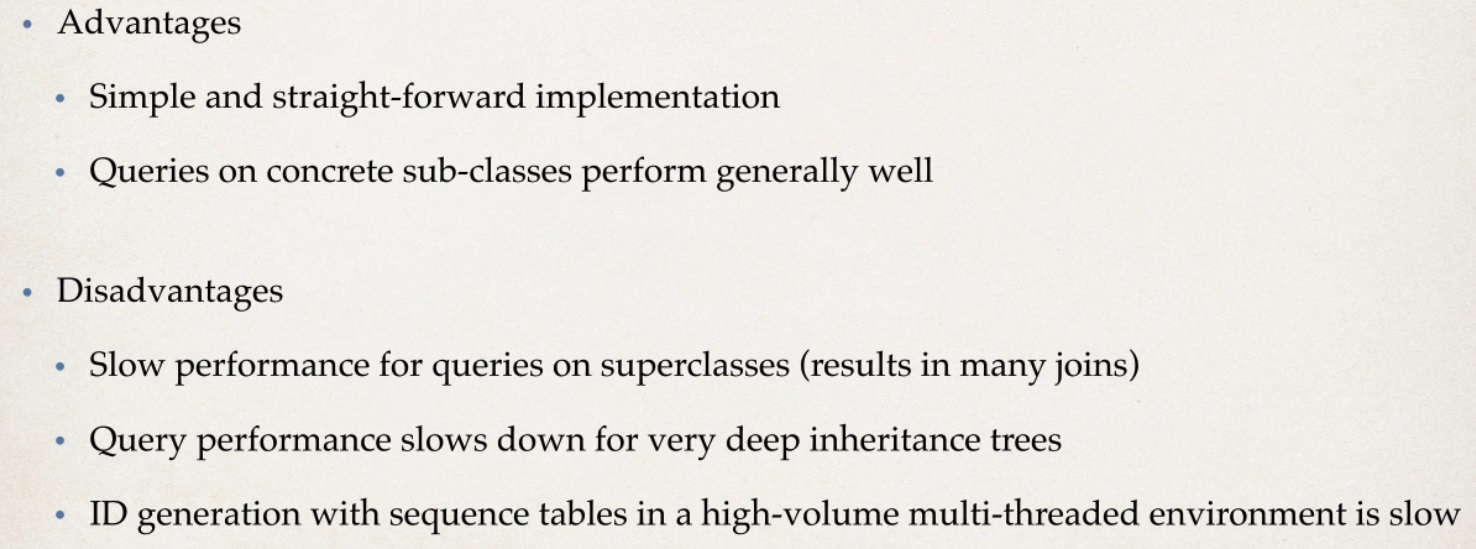 • Advantages
• Simple and straight-forward implementation
• Queries on concrete sub-classes perform generally well
• Disadvantages
• Slow performance for queries on superclasses (results in many joins)
• Query performance slows down for very deep inheritance trees
• ID generation with sequence tables in a high-volume multi-threaded environment is slow